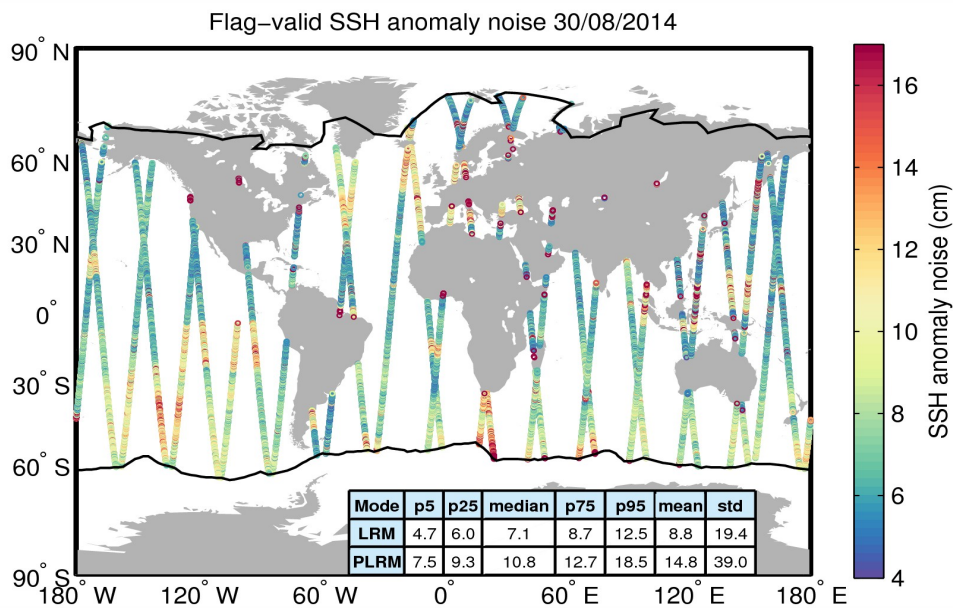 Flag−valid SSH anomaly noise 30/08/2014
90° N
60° N
30° N
0°
30° S
60° S
90° S
180° W
120° W
60° W
0°
60° E
120° E
180° E
Mode p5 p25 median p75 p95 mean std
LRM 4.7 6.0 7.1 8.7 12.5 8.8 19.4
PLRM 7.5 9.3 10.8 12.7 18.5 14.8 39.0
16
14
12
10
8
6
4
SSH anomaly noise (cm)